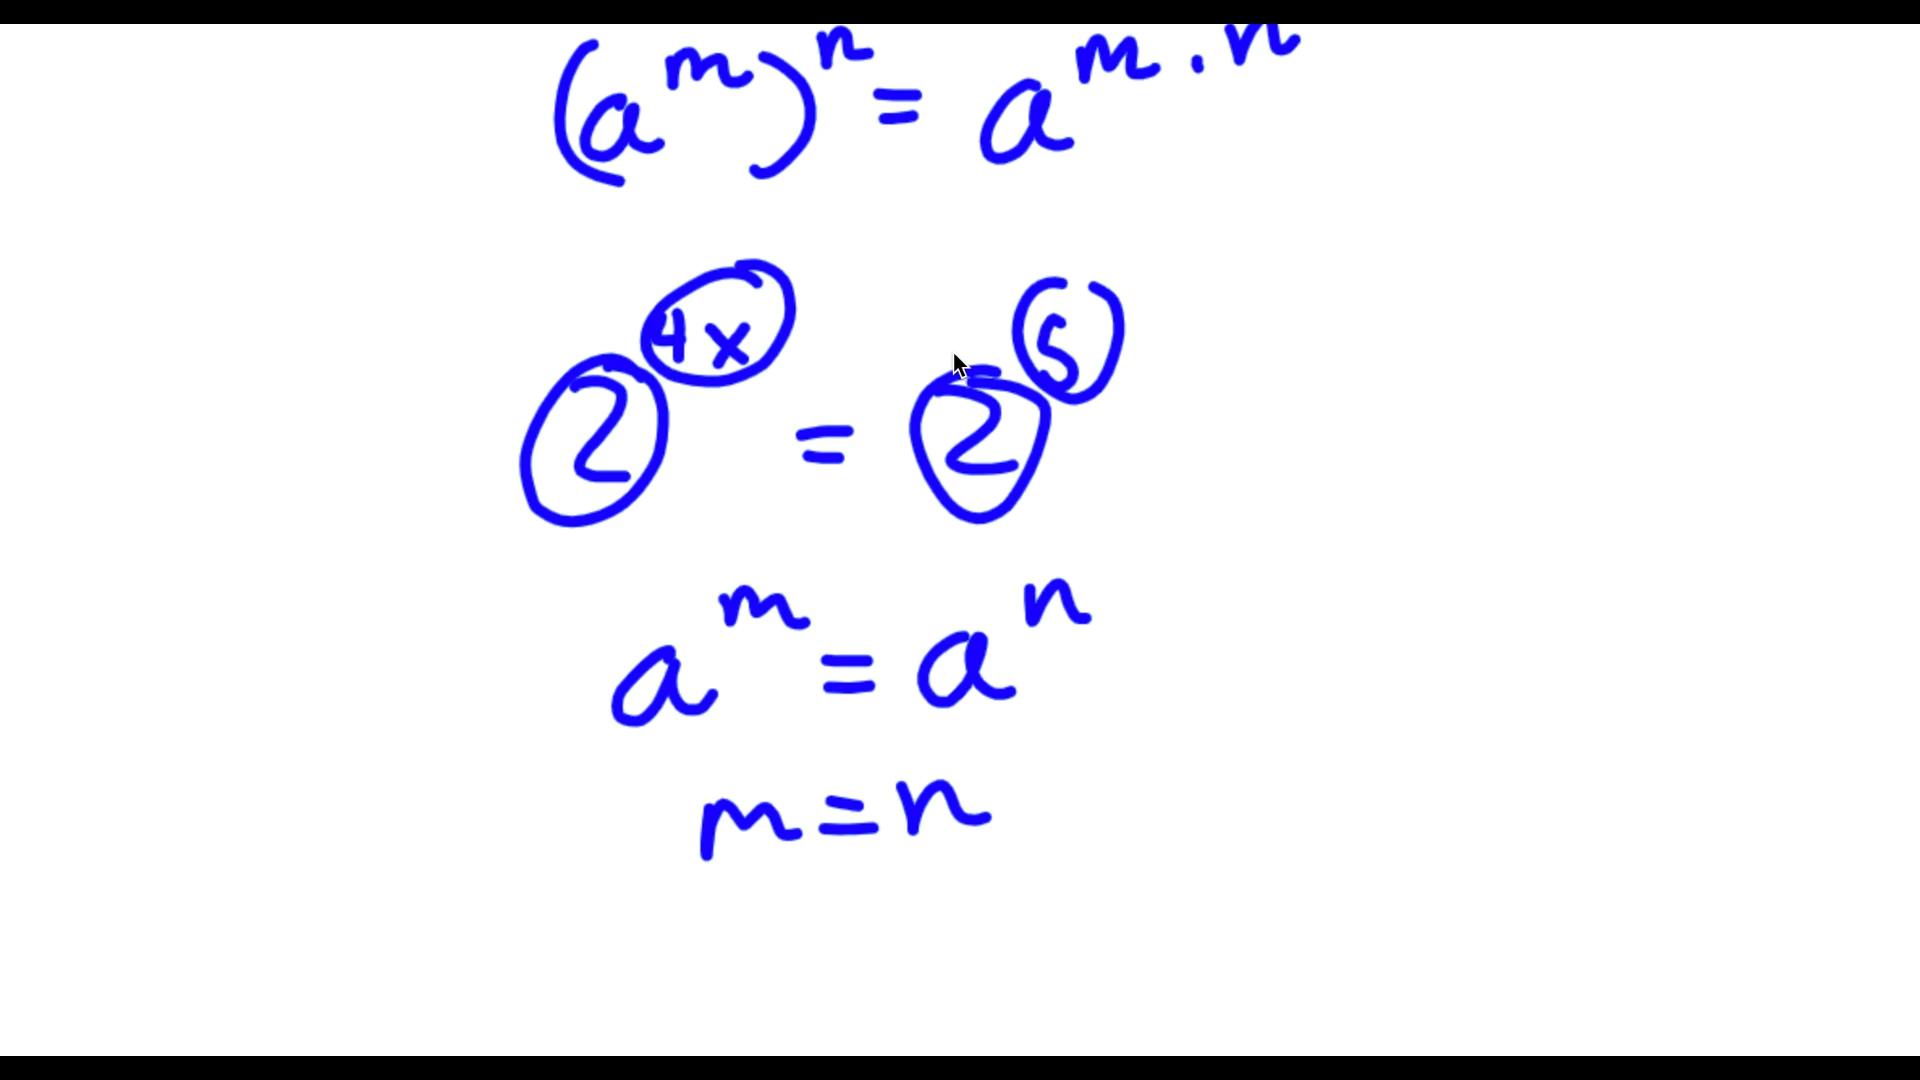 (a^m)^n = a^{m·n}
2^{4x} = 2^5
a^m = a^n
m = n